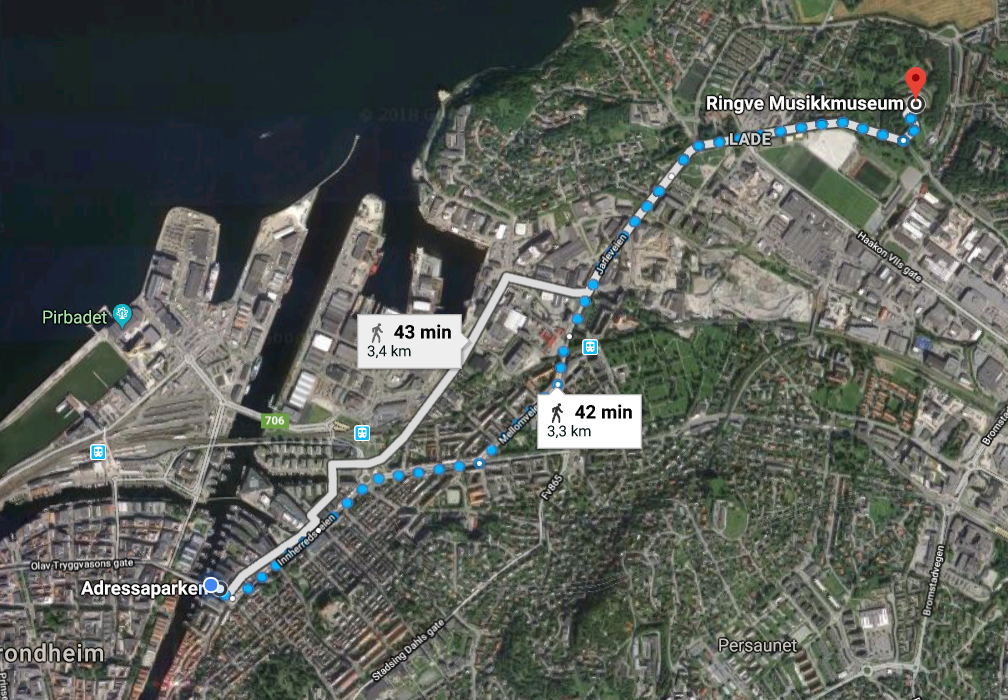 © 2018 G
Ringve Musikkmuseum
LADE
Haakon VIIs gate
Jarleveien
Pirbadet
43 min
3,4 km
42 min
3,3 km
706
Fv865
Innherredsveien
Olav Tryggvasons gate
Adressaparken
Bromstadvegen
Stadsing Dahls gate
Persaunet
rondheim